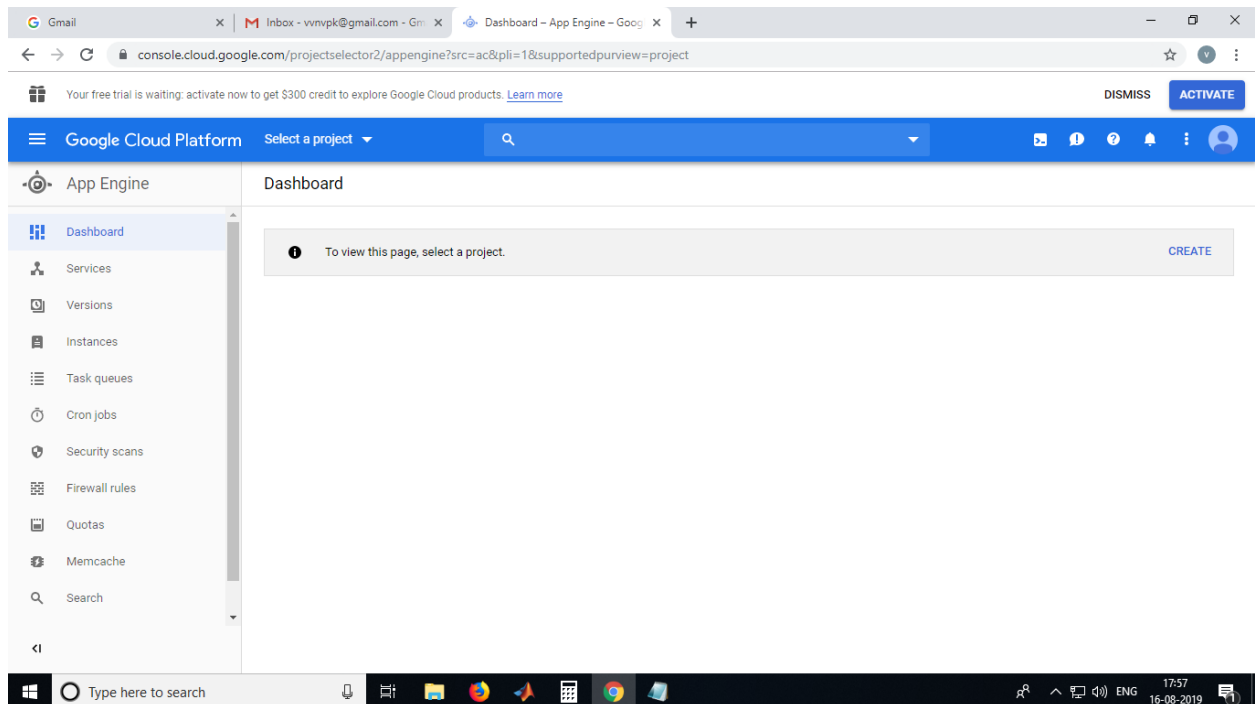 Gmail
Inbox - vvnvpk@gmail.com - Gm
Dashboard – App Engine – Goog
console.cloud.google.com/projectselector2/appengine?src=ac&pli=1&supportedpurview=project
V
Your free trial is waiting: activate now to get $300 credit to explore Google Cloud products. Learn more
DISMISS
ACTIVATE
Google Cloud Platform
Select a project
App Engine
Dashboard
Dashboard
Services
Versions
Instances
Task queues
Cron jobs
Security scans
Firewall rules
Quotas
Memcache
Search
To view this page, select a project.
CREATE
Type here to search
ENG
17:57
16-08-2019
1